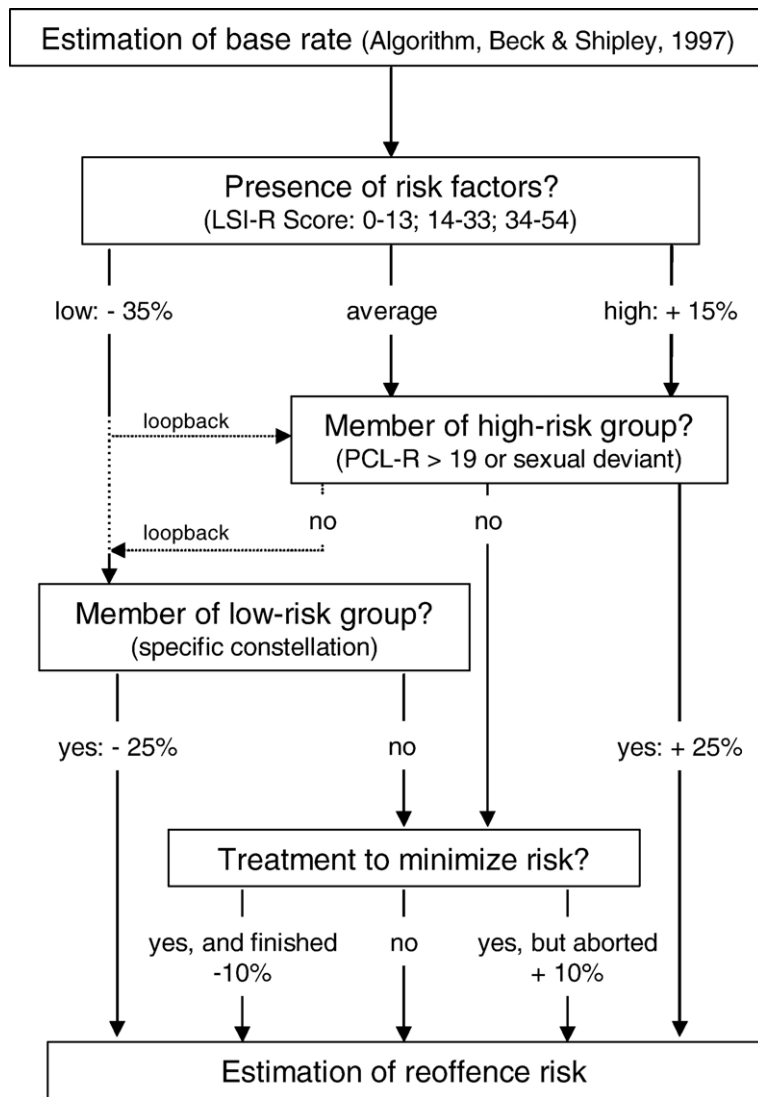 Estimation of base rate (Algorithm, Beck & Shipley, 1997)
Presence of risk factors?
(LSI-R Score: 0-13; 14-33; 34-54)
low: - 35%
average
high: + 15%
loopback
Member of high-risk group?
(PCL-R > 19 or sexual deviant)
no
no
loopback
Member of low-risk group?
(specific constellation)
yes: - 25%
no
yes: + 25%
Treatment to minimize risk?
yes, and finished
-10%
no
yes, but aborted
+ 10%
Estimation of reoffence risk